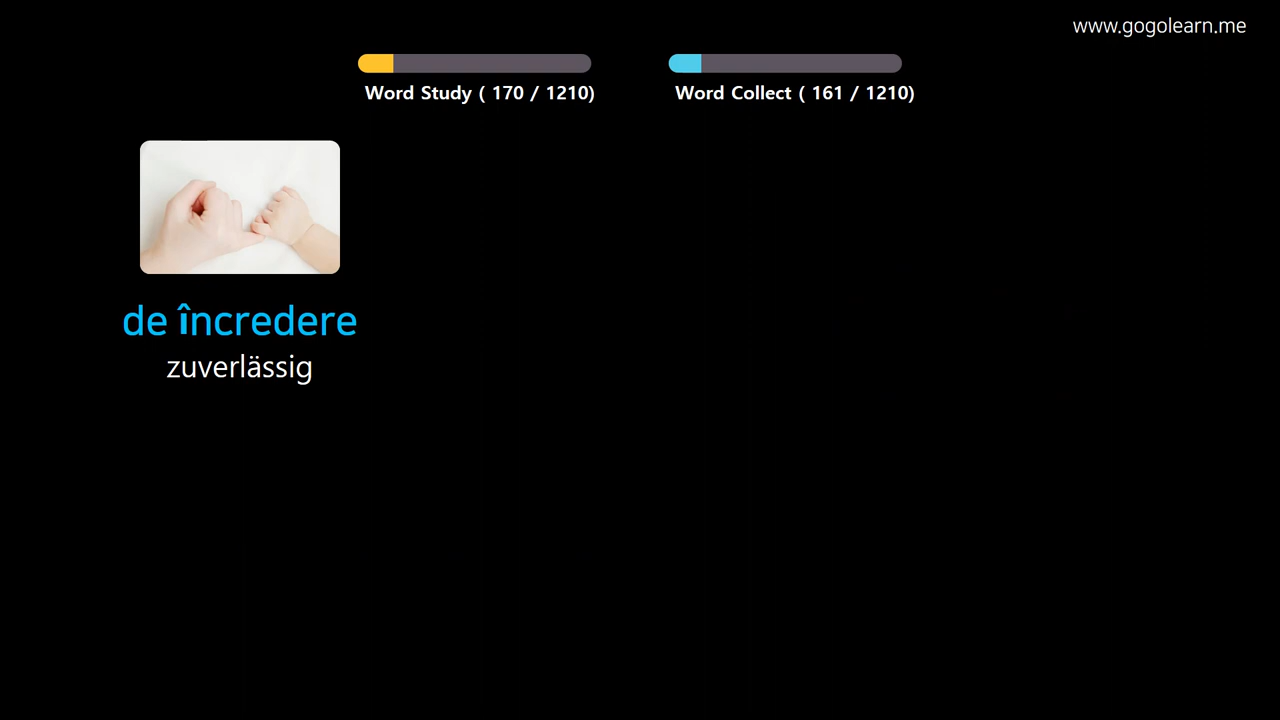 www.gogolearn.me
Word Study ( 170 / 1210)
Word Collect ( 161 / 1210)
de încredere
zuverlässig